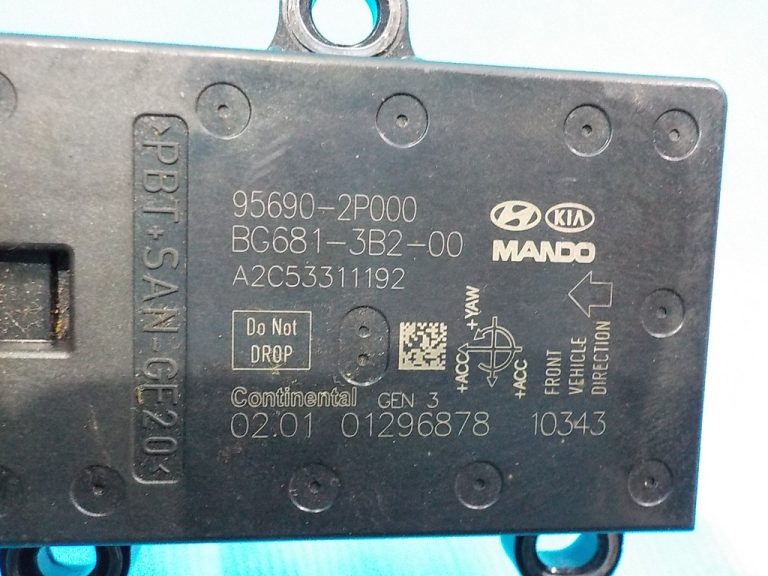 >PBT+SAN-GF20<
95690-2P000
BG681-3B2-00
A2C53311192
KIA
MANDO
Do Not
DROP
+YAW
+ACC
+ACC
FRONT
VEHICLE
DIRECTION
Continental GEN 3
02.01 01296878 10343